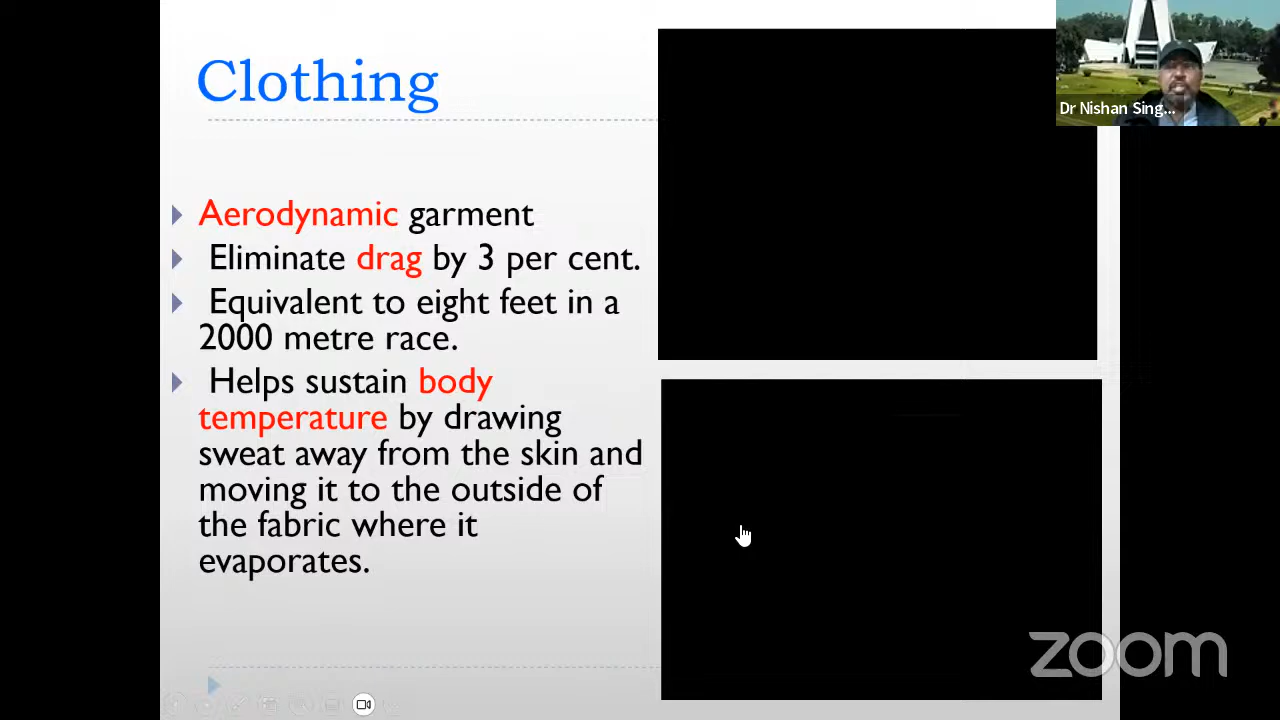 Clothing
Dr Nishan Sing...
Aerodynamic garment
Eliminate drag by 3 per cent.
Equivalent to eight feet in a
2000 metre race.
Helps sustain body
temperature by drawing
sweat away from the skin and
moving it to the outside of
the fabric where it
evaporates.
zoom